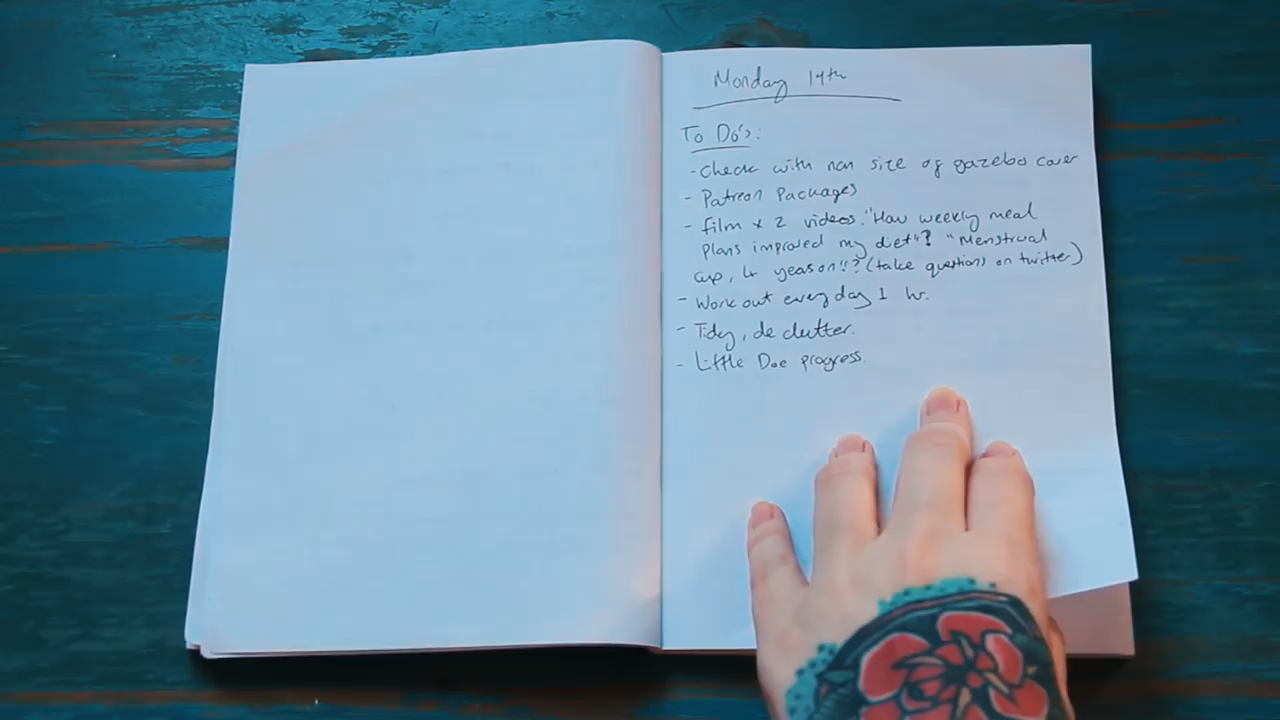 Monday 14th
To Do's:
- Check with nan size of gazebo cover
- Patreon Packages
- film x 2 videos: "How weekly meal
plans improved my diet"? "Menstrual
cup, 4 years on"? (take questions on twitter)
- Work out every day 1 hr.
- Tidy, de clutter.
- Little Doe progress.